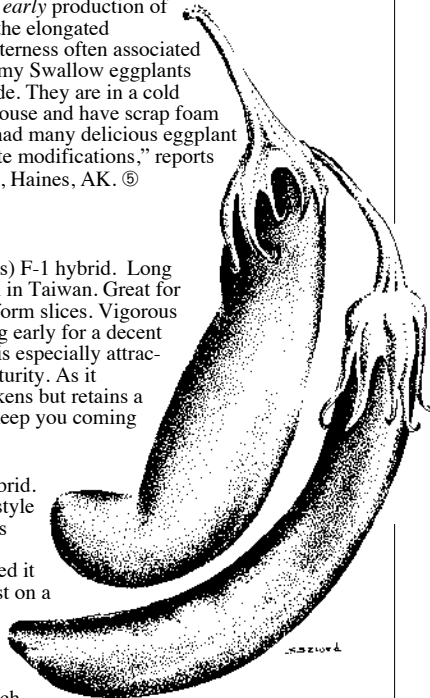 early production of
the elongated
terness often associated
my Swallow eggplants
de. They are in a cold
ouse and have scrap foam
had many delicious eggplant
te modifications,” reports
, Haines, AK. ⑤
s) F-1 hybrid. Long
in Taiwan. Great for
form slices. Vigorous
g early for a decent
is especially attrac-
turity. As it
kens but retains a
keep you coming
brid.
style
s
ed it
st on a